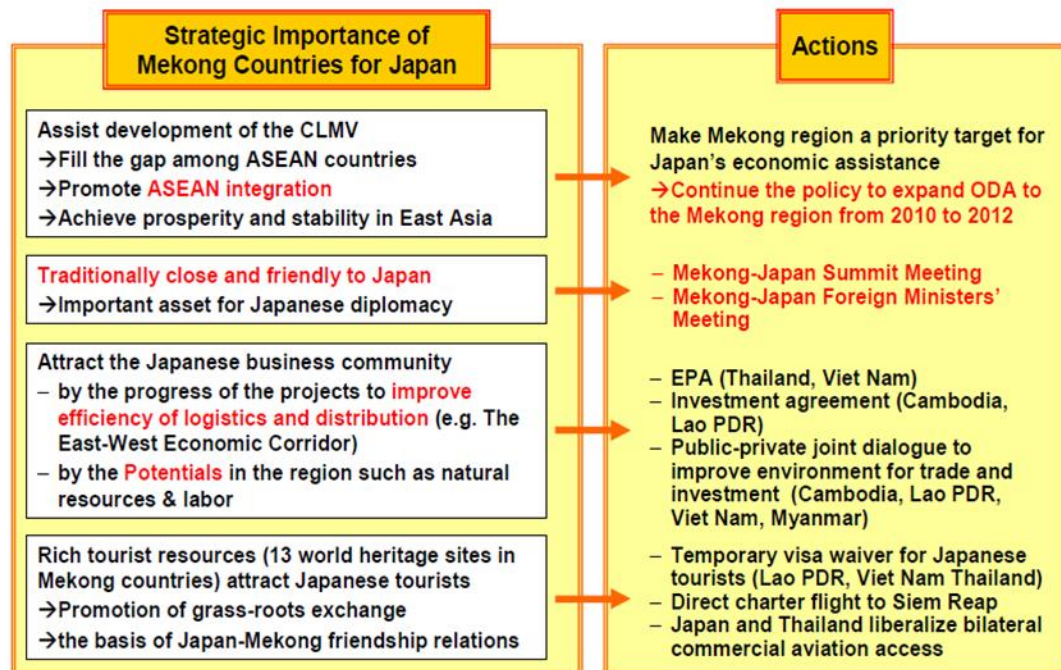 Strategic Importance of
Mekong Countries for Japan
Assist development of the CLMV
→Fill the gap among ASEAN countries
→Promote ASEAN integration
→Achieve prosperity and stability in East Asia
Traditionally close and friendly to Japan
→Important asset for Japanese diplomacy
Attract the Japanese business community
– by the progress of the projects to improve
efficiency of logistics and distribution (e.g. The
East-West Economic Corridor)
– by the Potentials in the region such as natural
resources & labor
Rich tourist resources (13 world heritage sites in
Mekong countries) attract Japanese tourists
→Promotion of grass-roots exchange
→the basis of Japan-Mekong friendship relations
Actions
Make Mekong region a priority target for
Japan's economic assistance
→Continue the policy to expand ODA to
the Mekong region from 2010 to 2012
– Mekong-Japan Summit Meeting
– Mekong-Japan Foreign Ministers'
Meeting
– EPA (Thailand, Viet Nam)
– Investment agreement (Cambodia,
Lao PDR)
– Public-private joint dialogue to
improve environment for trade and
investment (Cambodia, Lao PDR,
Viet Nam, Myanmar)
– Temporary visa waiver for Japanese
tourists (Lao PDR, Viet Nam Thailand)
– Direct charter flight to Siem Reap
– Japan and Thailand liberalize bilateral
commercial aviation access